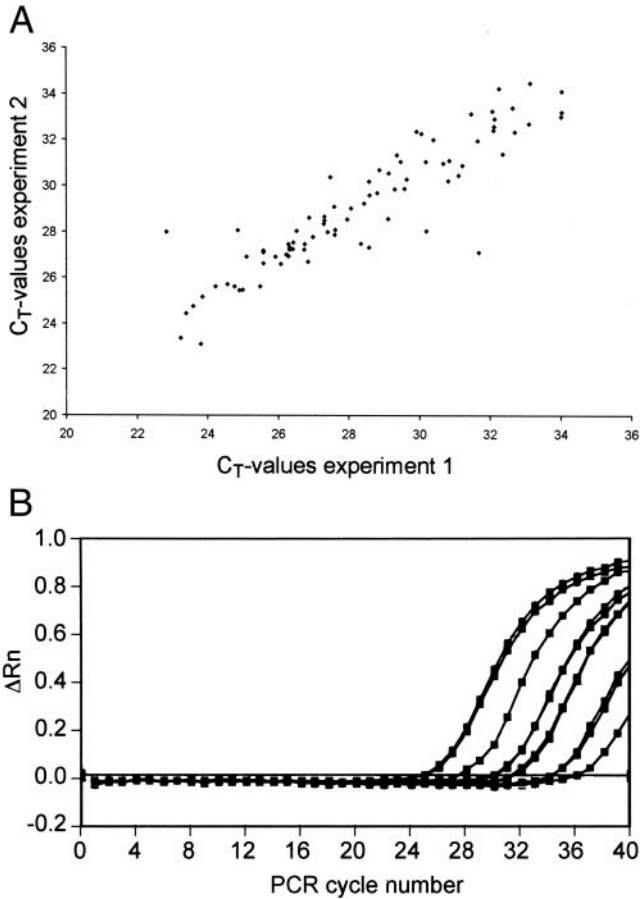 A
36
34
32
30
28
26
24
22
20
CT-values experiment 2
20 22 24 26 28 30 32 34 36
CT-values experiment 1
B
1.0
0.8
0.6
0.4
0.2
0.0
-0.2
ΔRn
0 4 8 12 16 20 24 28 32 36 40
PCR cycle number